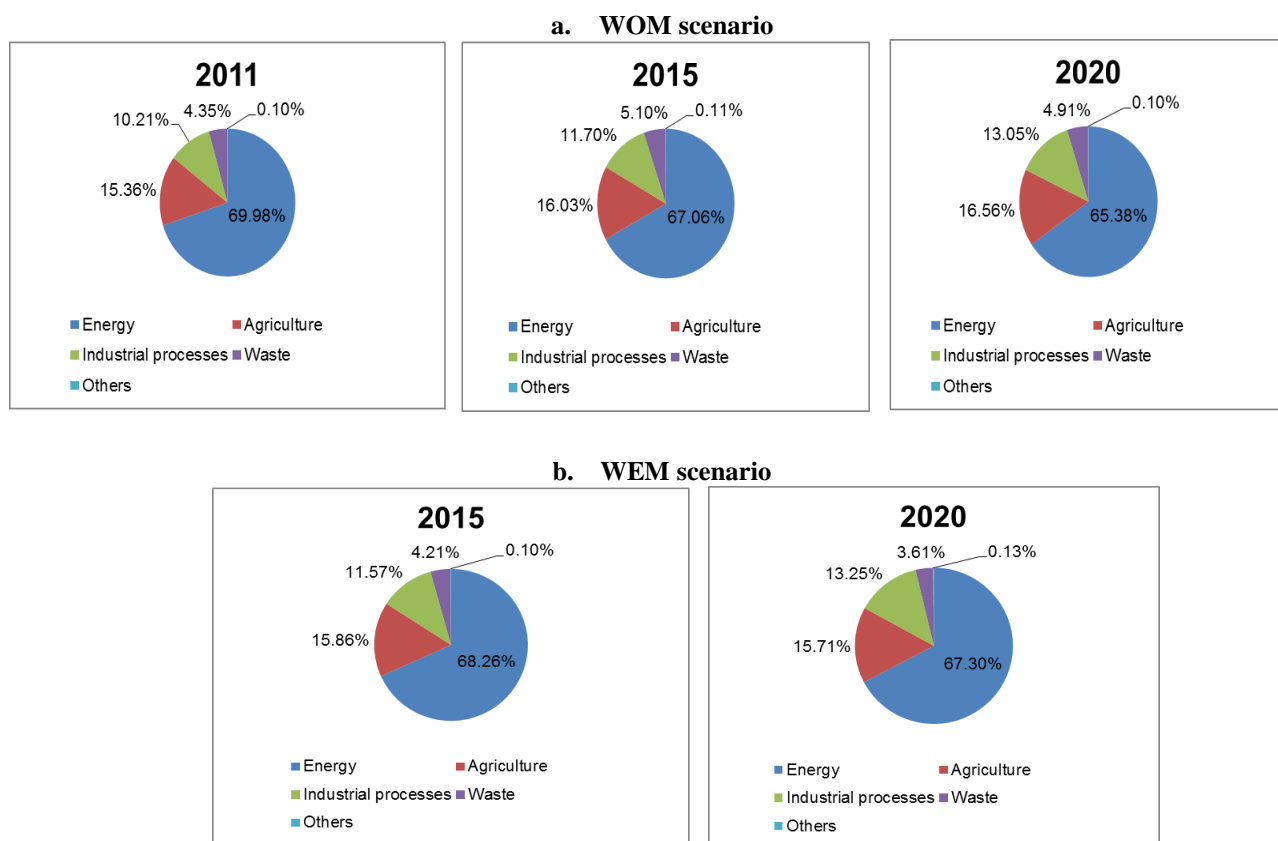 a. WOM scenario
2011
4.35%
0.10%
10.21%
15.36%
69.98%
Energy
Agriculture
Industrial processes
Waste
Others
2015
5.10%
0.11%
11.70%
16.03%
67.06%
Energy
Agriculture
Industrial processes
Waste
Others
2020
4.91%
0.10%
13.05%
16.56%
65.38%
Energy
Agriculture
Industrial processes
Waste
Others
b. WEM scenario
2015
4.21%
0.10%
11.57%
15.86%
68.26%
Energy
Agriculture
Industrial processes
Waste
Others
2020
3.61%
0.13%
13.25%
15.71%
67.30%
Energy
Agriculture
Industrial processes
Waste
Others